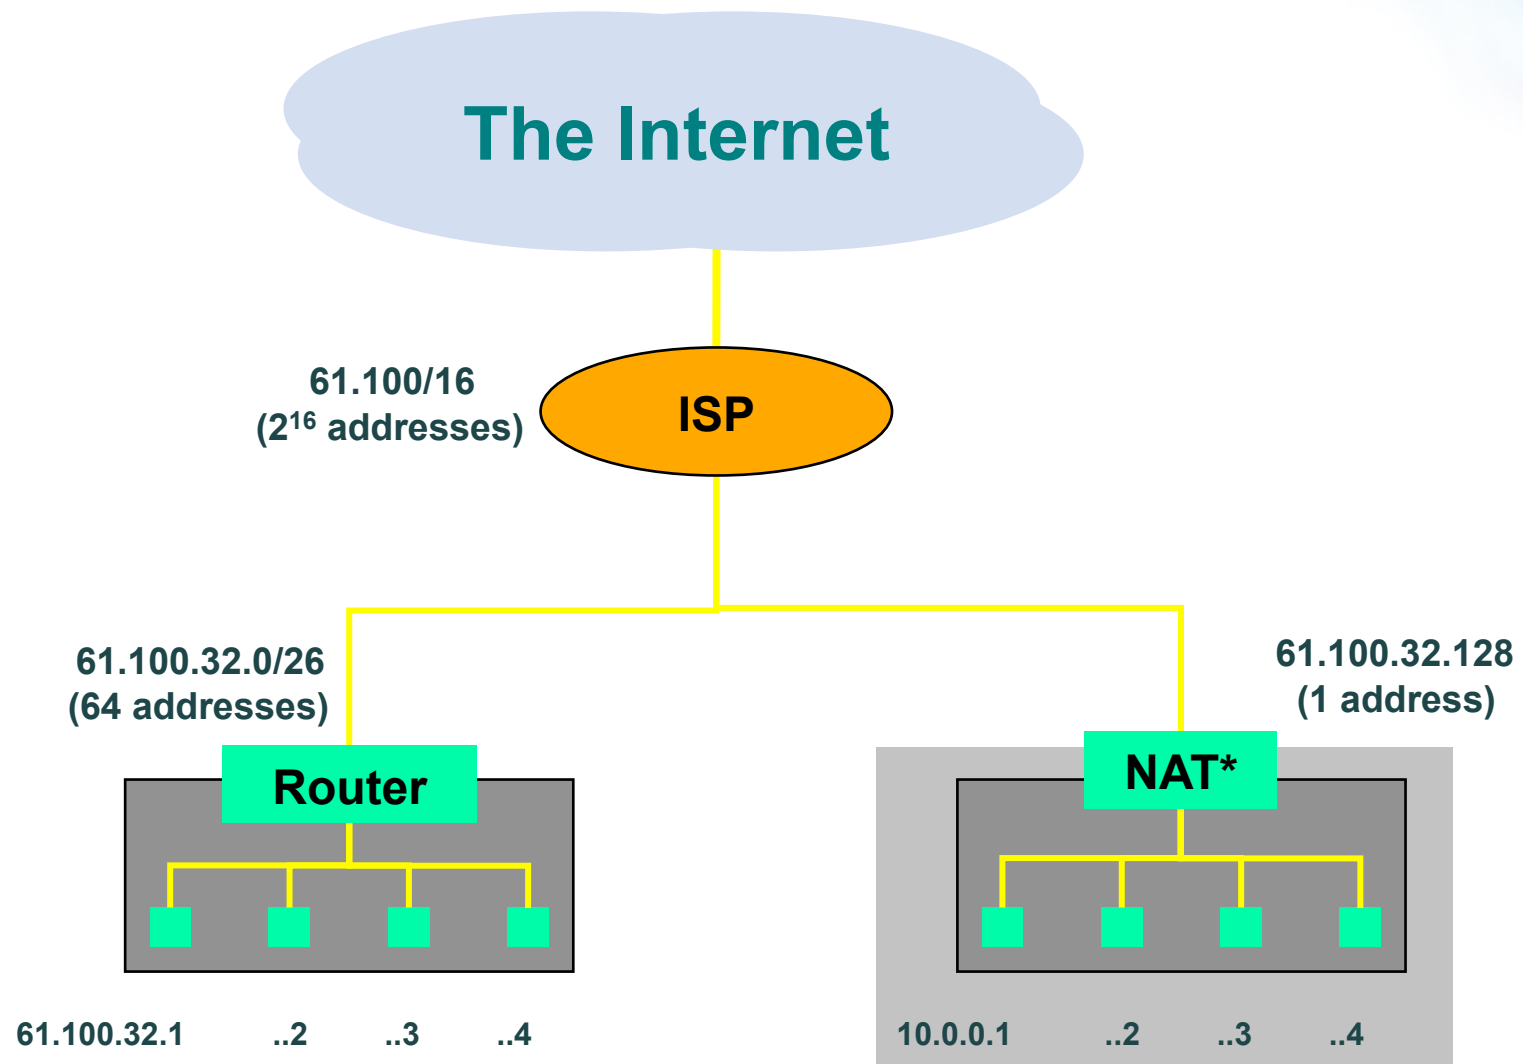 The Internet
61.100/16
(2¹⁶ addresses)
ISP
61.100.32.0/26
(64 addresses)
61.100.32.128
(1 address)
Router
NAT*
61.100.32.1 ..2 ..3 ..4
10.0.0.1 ..2 ..3 ..4